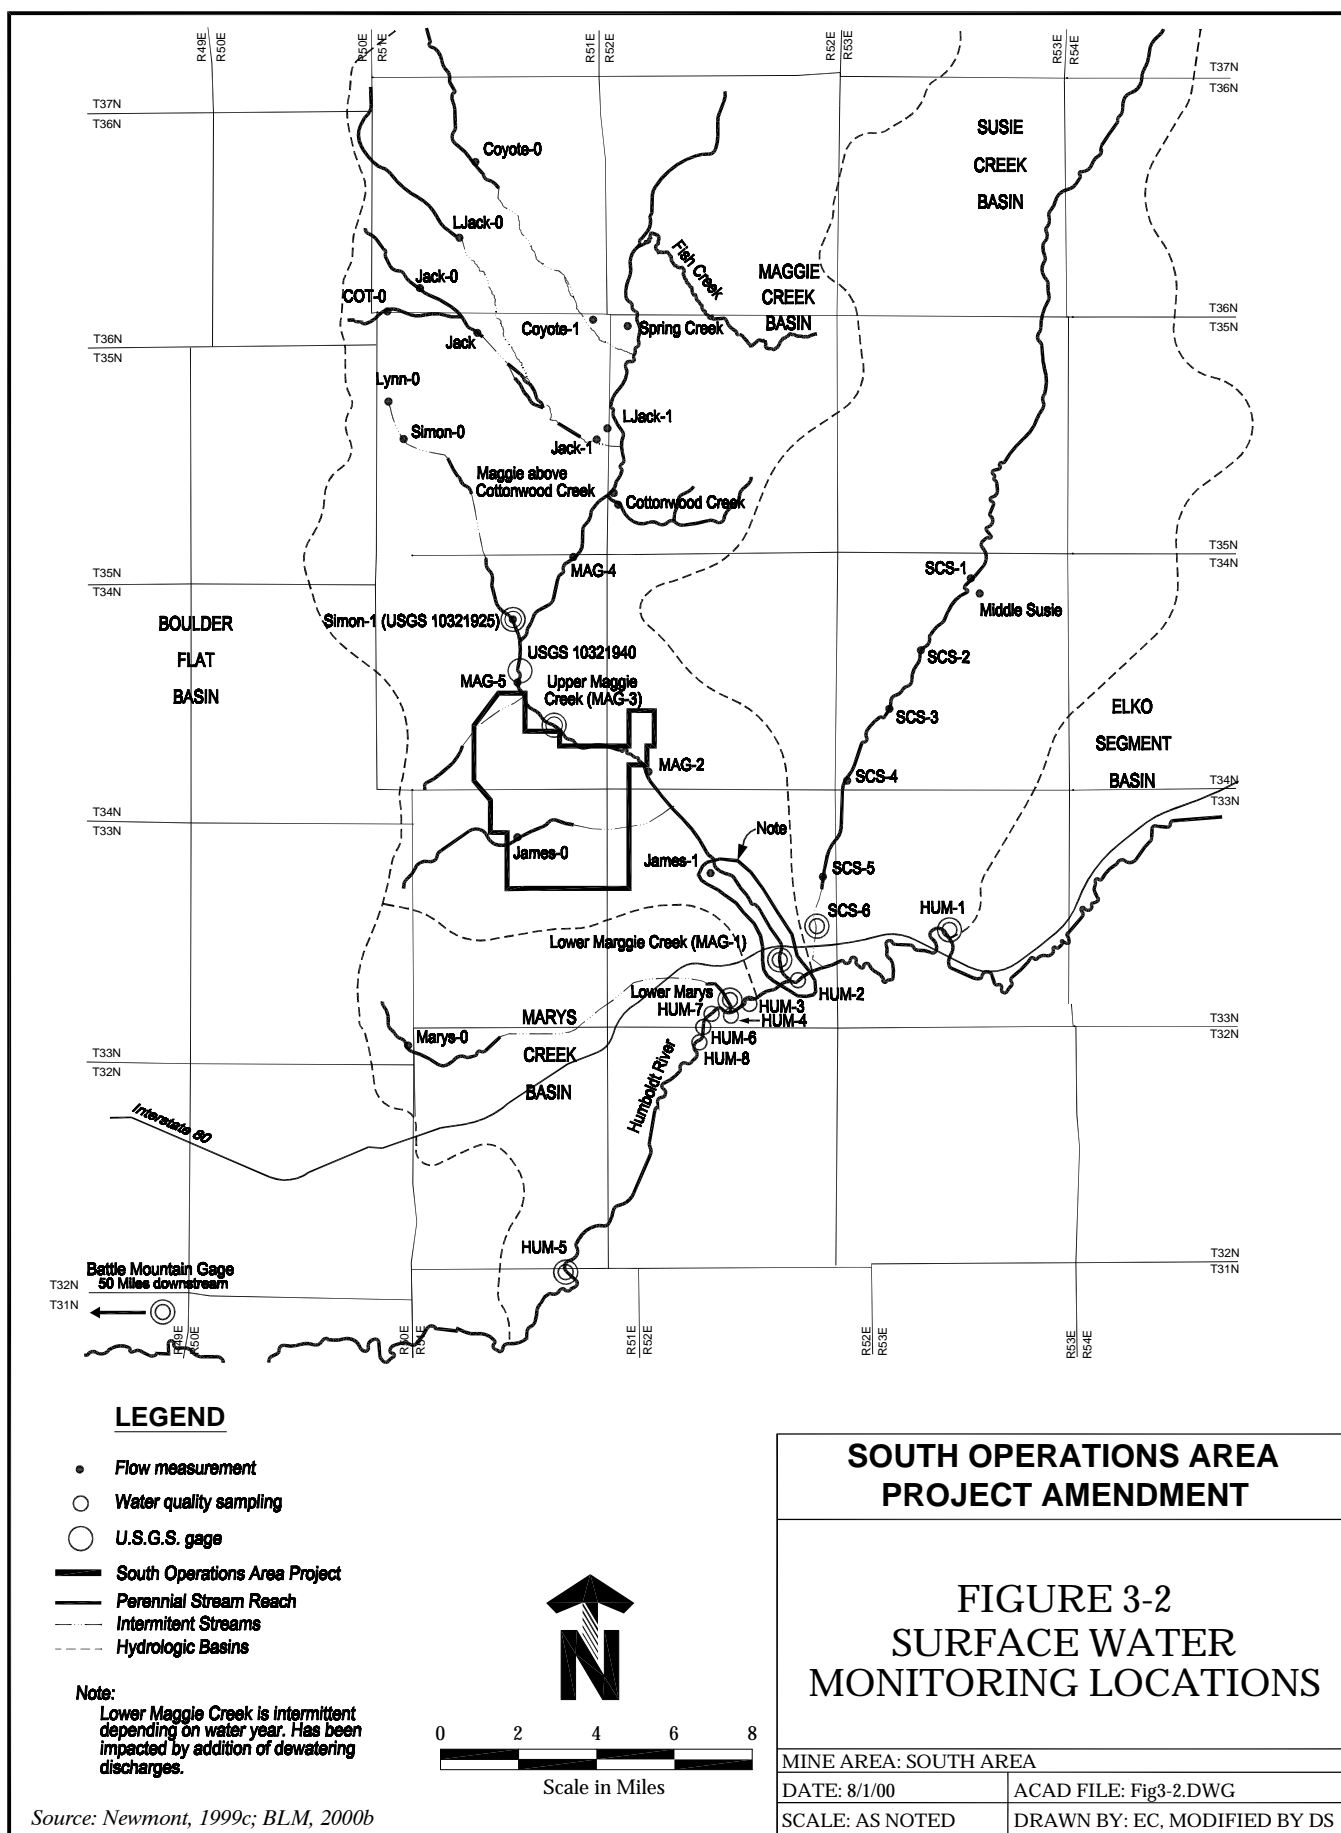 R49E
R50E
R50E
R51E
R51E
R52E
R52E
R53E
R53E
R54E
T37N
T36N
T37N
T36N
SUSIE
CREEK
BASIN
Coyote-0
LJack-0
Fish Creek
MAGGIE
CREEK
BASIN
Jack-0
COT-0
Jack
Coyote-1
Spring Creek
T36N
T35N
T36N
T35N
Lynn-0
Simon-0
LJack-1
Jack-1
Maggie above
Cottonwood Creek
Cottonwood Creek
T35N
T34N
T35N
T34N
MAG-4
SCS-1
Middle Susie
BOULDER
FLAT
BASIN
Simon-1 (USGS 10321925)
USGS 10321940
MAG-5
Upper Maggie
Creek (MAG-3)
SCS-2
SCS-3
ELKO
SEGMENT
BASIN
MAG-2
SCS-4
T34N
T33N
T34N
T33N
Note
James-0
James-1
SCS-5
SCS-6
HUM-1
Lower Marggie Creek (MAG-1)
Lower Marys
HUM-2
HUM-7
HUM-3
HUM-4
MARYS
CREEK
BASIN
HUM-6
HUM-8
T33N
T32N
T33N
T32N
Marys-0
Humboldt River
Interstate 80
HUM-5
T32N
T31N
Battle Mountain Gage
50 Miles downstream
T32N
T31N
R49E
R50E
R50E
R51E
R51E
R52E
R52E
R53E
R53E
R54E
LEGEND
Flow measurement
Water quality sampling
U.S.G.S. gage
South Operations Area Project
Perennial Stream Reach
Intermitent Streams
Hydrologic Basins
Note:
Lower Maggie Creek is intermittent
depending on water year. Has been
impacted by addition of dewatering
discharges.
Source: Newmont, 1999c; BLM, 2000b
N
0 2 4 6 8
Scale in Miles
SOUTH OPERATIONS AREA
PROJECT AMENDMENT
FIGURE 3-2
SURFACE WATER
MONITORING LOCATIONS
MINE AREA: SOUTH AREA
DATE: 8/1/00
ACAD FILE: Fig3-2.DWG
SCALE: AS NOTED
DRAWN BY: EC, MODIFIED BY DS